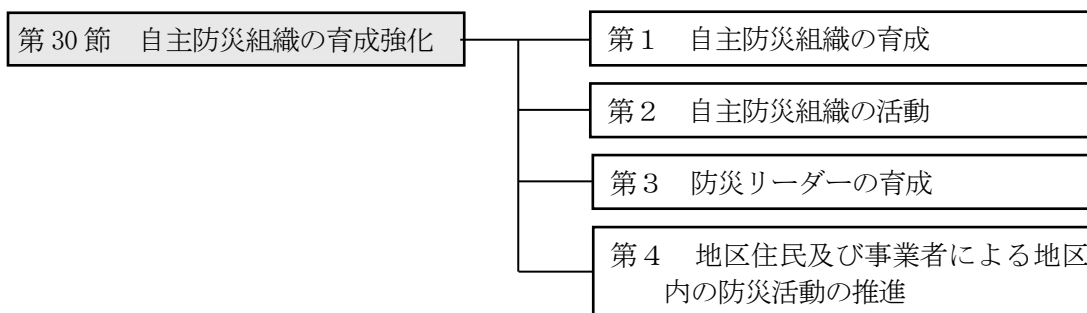 第30節　自主防災組織の育成強化
第１　自主防災組織の育成
第２　自主防災組織の活動
第３　防災リーダーの育成
第４　地区住民及び事業者による地区
内の防災活動の推進